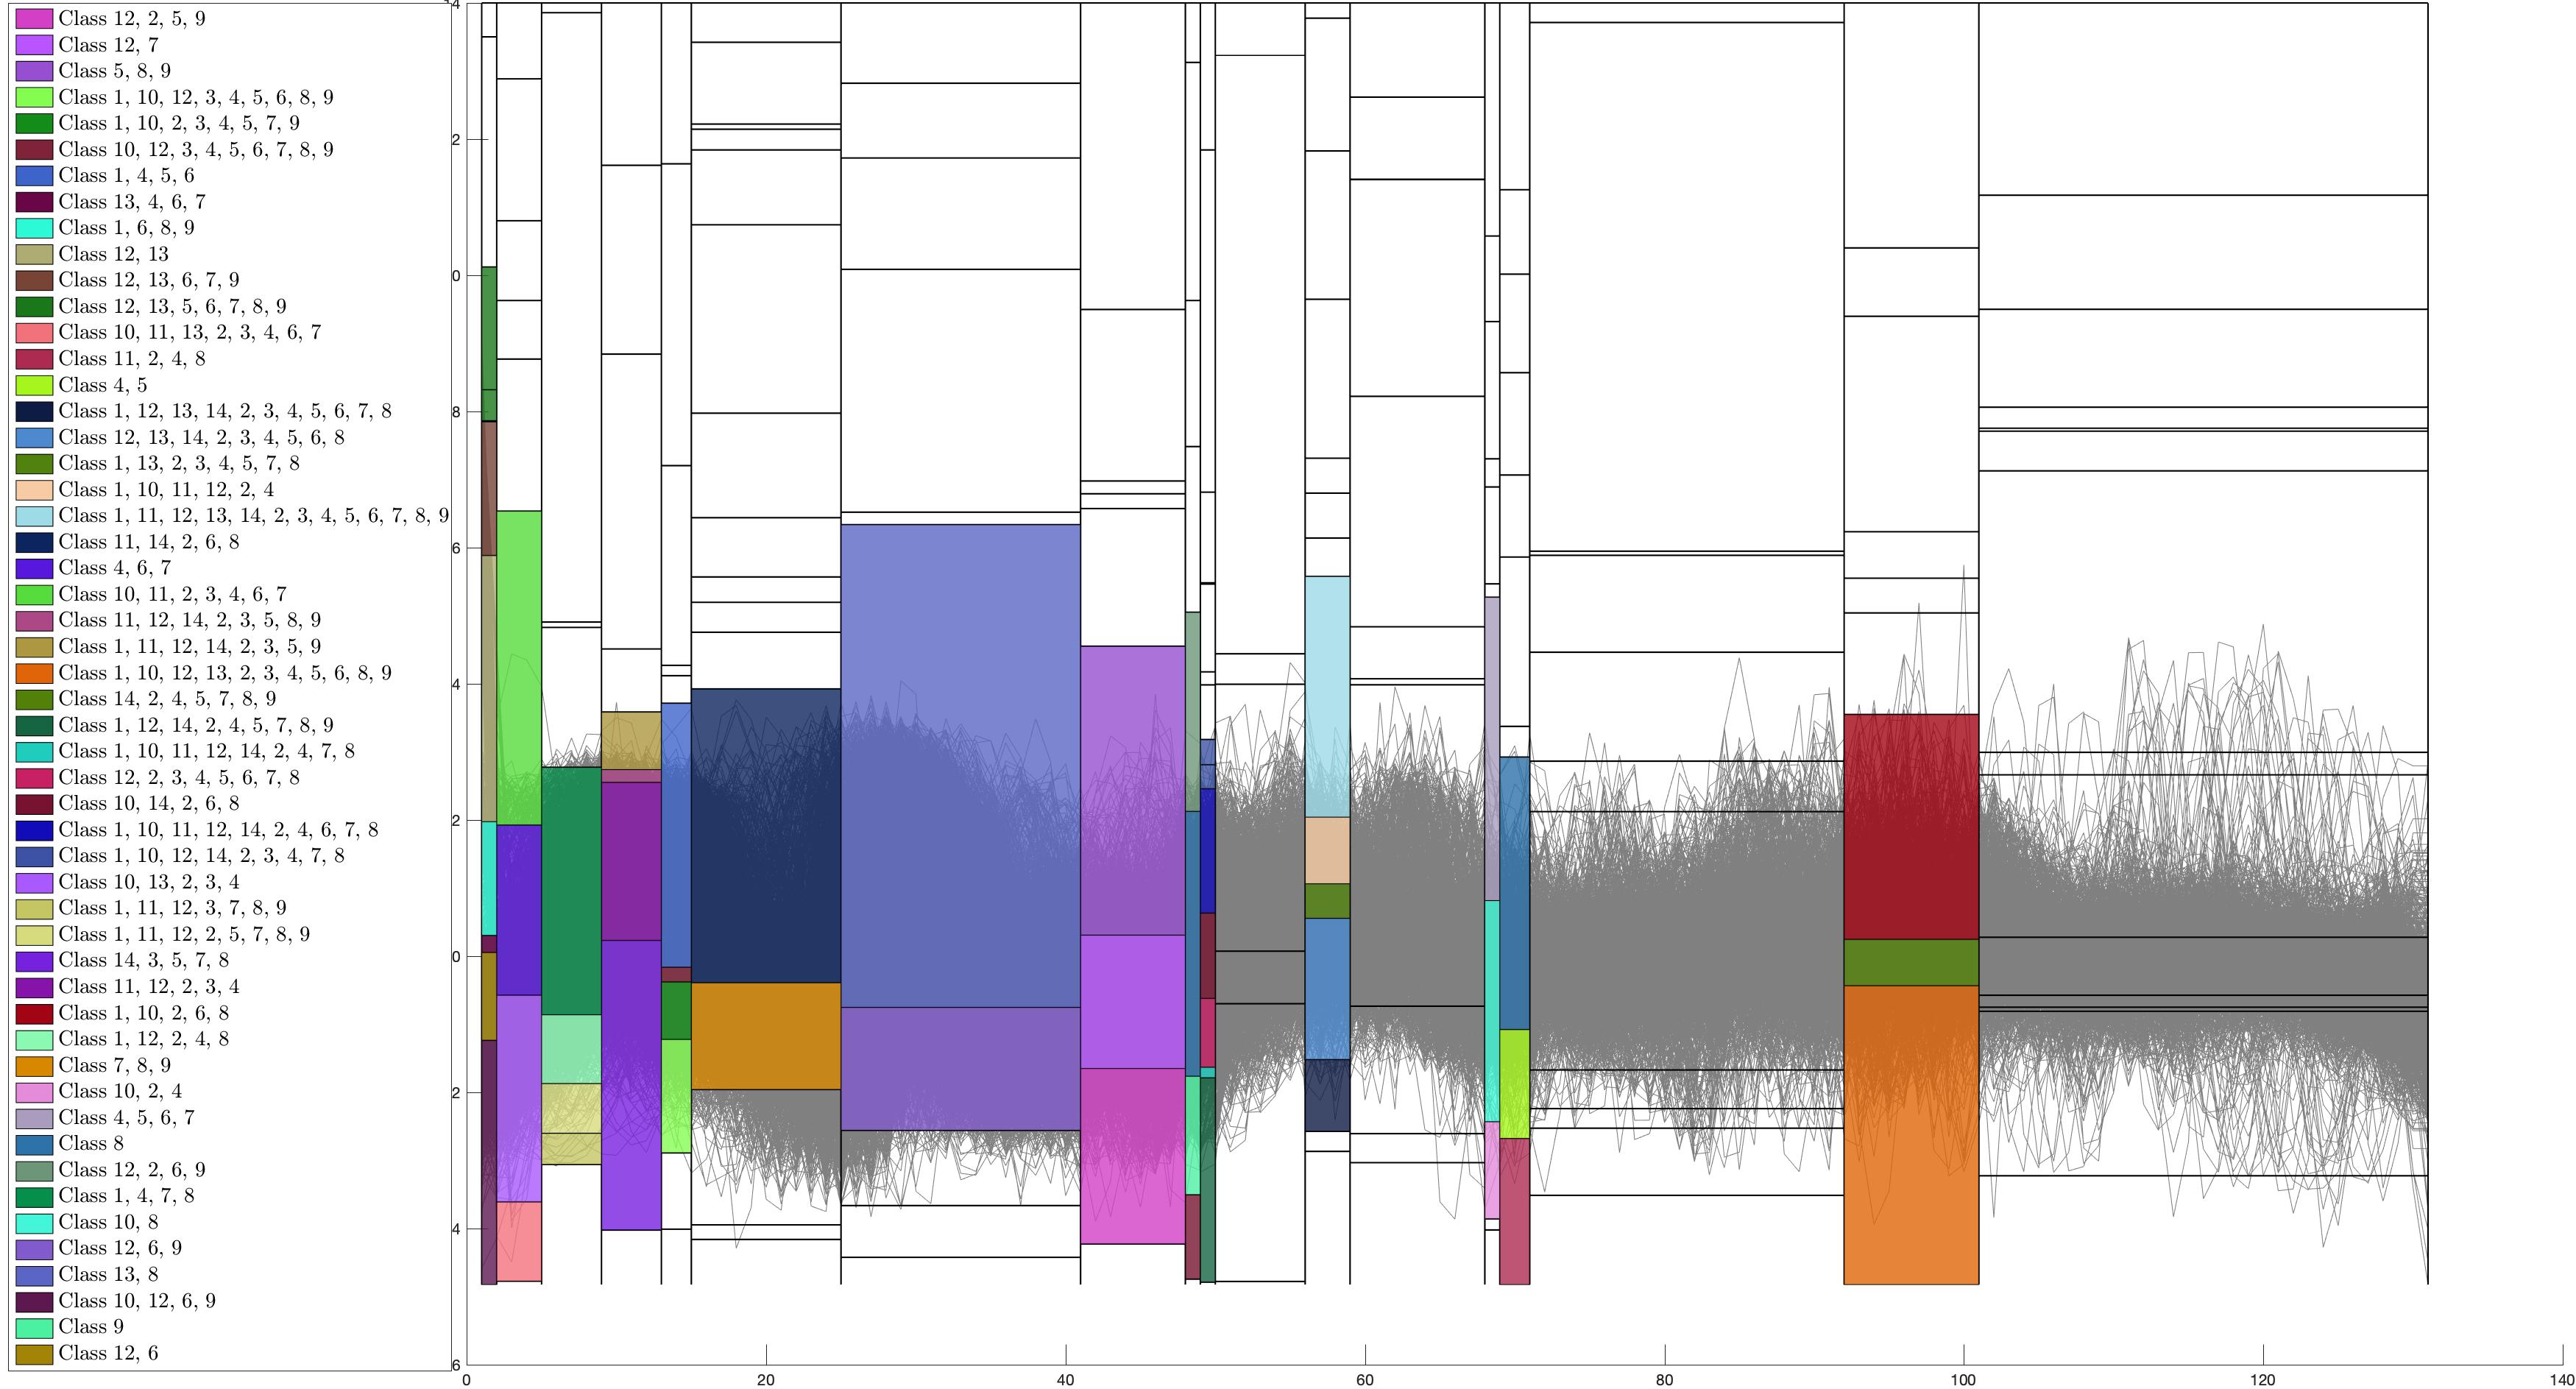 Class 12, 2, 5, 9
Class 12, 7
Class 5, 8, 9
Class 1, 10, 12, 3, 4, 5, 6, 8, 9
Class 1, 10, 2, 3, 4, 5, 7, 9
Class 10, 12, 3, 4, 5, 6, 7, 8, 9
Class 1, 4, 5, 6
Class 13, 4, 6, 7
Class 1, 6, 8, 9
Class 12, 13
Class 12, 13, 6, 7, 9
Class 12, 13, 5, 6, 7, 8, 9
Class 10, 11, 13, 2, 3, 4, 6, 7
Class 11, 2, 4, 8
Class 4, 5
Class 1, 12, 13, 14, 2, 3, 4, 5, 6, 7, 8
Class 12, 13, 14, 2, 3, 4, 5, 6, 8
Class 1, 13, 2, 3, 4, 5, 7, 8
Class 1, 10, 11, 12, 2, 4
Class 1, 11, 12, 13, 14, 2, 3, 4, 5, 6, 7, 8, 9
Class 11, 14, 2, 6, 8
Class 4, 6, 7
Class 10, 11, 2, 3, 4, 6, 7
Class 11, 12, 14, 2, 3, 5, 8, 9
Class 1, 11, 12, 14, 2, 3, 5, 9
Class 1, 10, 12, 13, 2, 3, 4, 5, 6, 8, 9
Class 14, 2, 4, 5, 7, 8, 9
Class 1, 12, 14, 2, 4, 5, 7, 8, 9
Class 1, 10, 11, 12, 14, 2, 4, 7, 8
Class 12, 2, 3, 4, 5, 6, 7, 8
Class 10, 14, 2, 6, 8
Class 1, 10, 11, 12, 14, 2, 4, 6, 7, 8
Class 1, 10, 12, 14, 2, 3, 4, 7, 8
Class 10, 13, 2, 3, 4
Class 1, 11, 12, 3, 7, 8, 9
Class 1, 11, 12, 2, 5, 7, 8, 9
Class 14, 3, 5, 7, 8
Class 11, 12, 2, 3, 4
Class 1, 10, 2, 6, 8
Class 1, 12, 2, 4, 8
Class 7, 8, 9
Class 10, 2, 4
Class 4, 5, 6, 7
Class 8
Class 12, 2, 6, 9
Class 1, 4, 7, 8
Class 10, 8
Class 12, 6, 9
Class 13, 8
Class 10, 12, 6, 9
Class 9
Class 12, 6
2
0
8
6
4
2
0
2
4
6
0 20 40 60 80 100 120 140